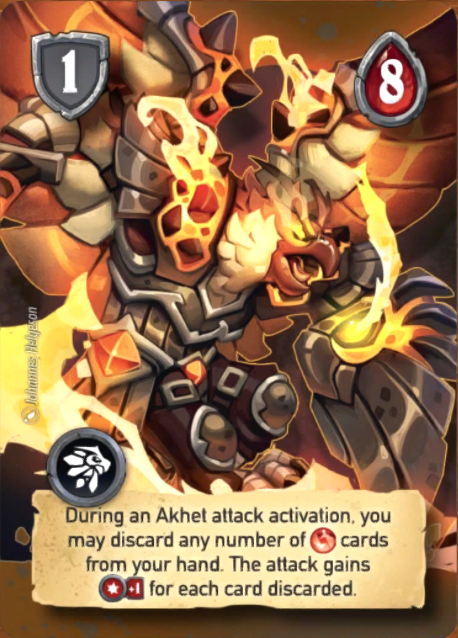 1
8
Johannes Helgeson
During an Akhet attack activation, you
may discard any number of cards
from your hand. The attack gains
+1 for each card discarded.